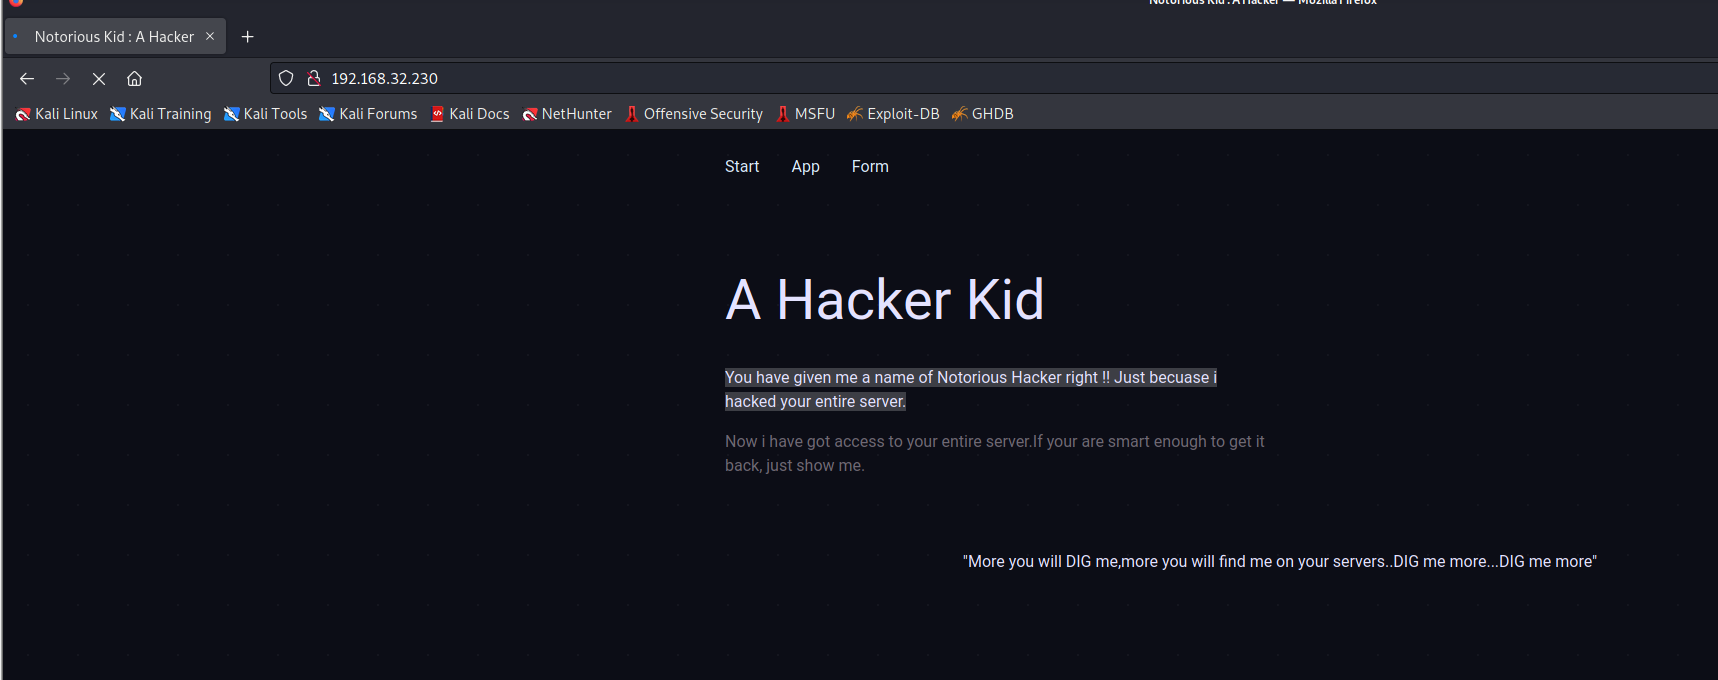 Notorious Kid : A Hacker — Mozilla Firefox
Notorious Kid : A Hacker
192.168.32.230
Kali Linux Kali Training Kali Tools Kali Forums Kali Docs NetHunter Offensive Security MSFU Exploit-DB GHDB
Start App Form
A Hacker Kid
You have given me a name of Notorious Hacker right !! Just becuase i
hacked your entire server.
Now i have got access to your entire server.If your are smart enough to get it
back, just show me.
"More you will DIG me,more you will find me on your servers..DIG me more...DIG me more"